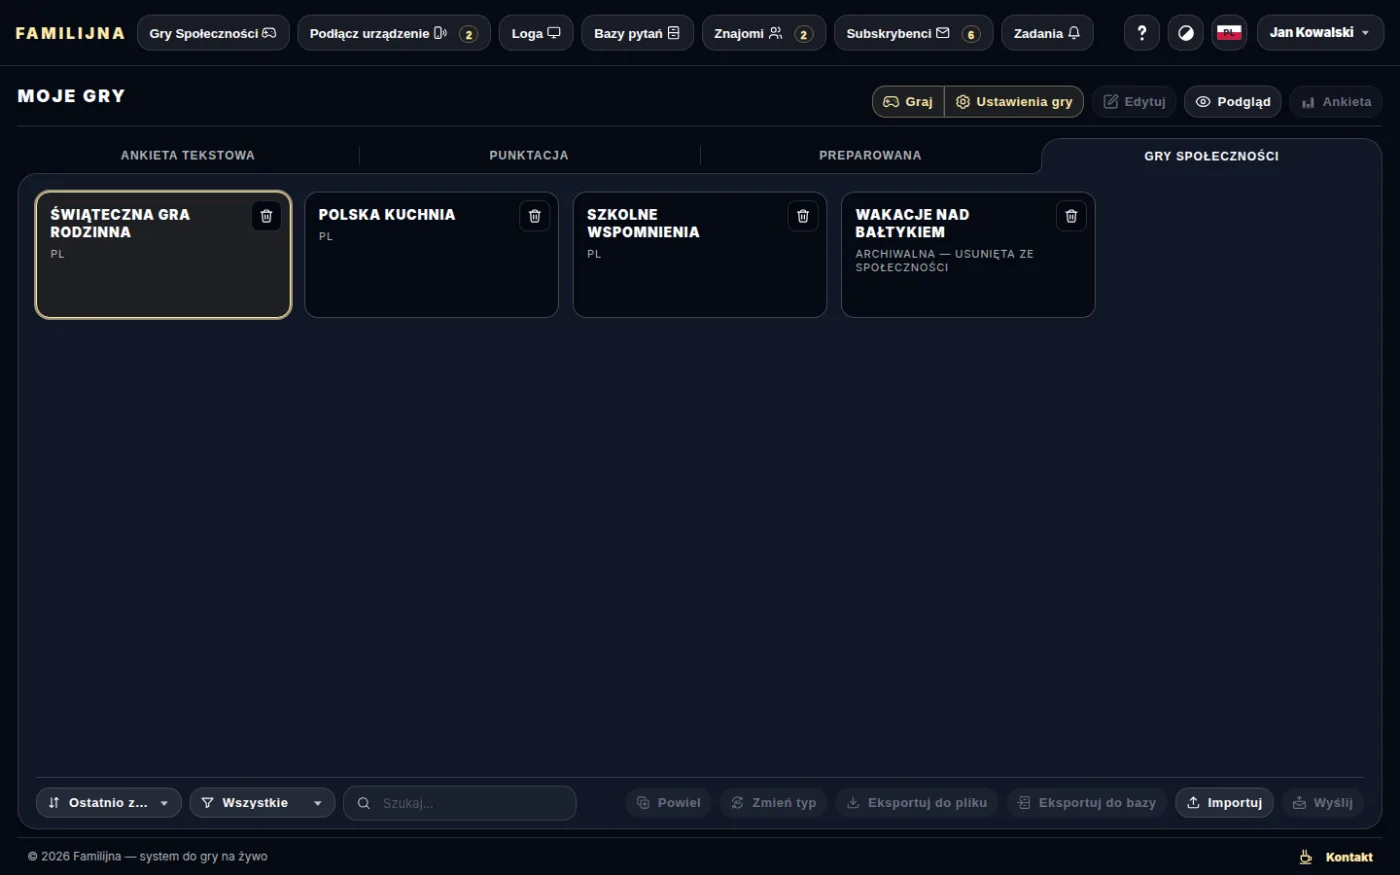 FAMILIJNA
Gry Społeczności
Podłącz urządzenie 2
Loga
Bazy pytań
Znajomi 2
Subskrybenci 6
Zadania
?
PL
Jan Kowalski
MOJE GRY
Graj
Ustawienia gry
Edytuj
Podgląd
Ankieta
ANKIETA TEKSTOWA
PUNKTACJA
PREPAROWANA
GRY SPOŁECZNOŚCI
ŚWIĄTECZNA GRA
RODZINNA
PL
POLSKA KUCHNIA
PL
SZKOLNE
WSPOMNIENIA
PL
WAKACJE NAD
BAŁTYKIEM
ARCHIWALNA — USUNIĘTA ZE
SPOŁECZNOŚCI
Ostatnio z...
Wszystkie
Szukaj...
Powiel
Zmień typ
Eksportuj do pliku
Eksportuj do bazy
Importuj
Wyślij
© 2026 Familijna — system do gry na żywo
Kontakt